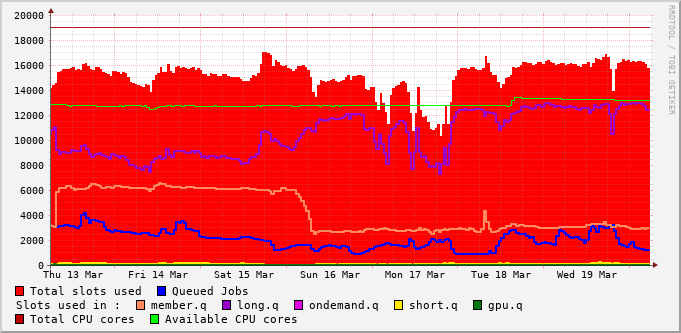 RRDTOOL / TOBI OETIKER
20000
18000
16000
14000
12000
10000
8000
6000
4000
2000
0
Thu 13 Mar Fri 14 Mar Sat 15 Mar Sun 16 Mar Mon 17 Mar Tue 18 Mar Wed 19 Mar
Total slots used Queued Jobs
Slots used in : member.q long.q ondemand.q short.q gpu.q
Total CPU cores Available CPU cores